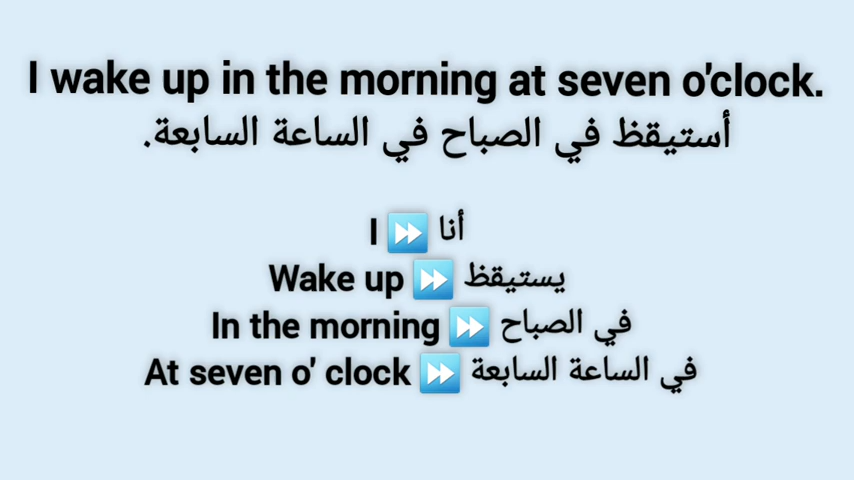 I wake up in the morning at seven o'clock.
أستيقظ في الصباح في الساعة السابعة.
I ⏩ أنا
Wake up ⏩ يستيقظ
In the morning ⏩ في الصباح
At seven o' clock ⏩ في الساعة السابعة